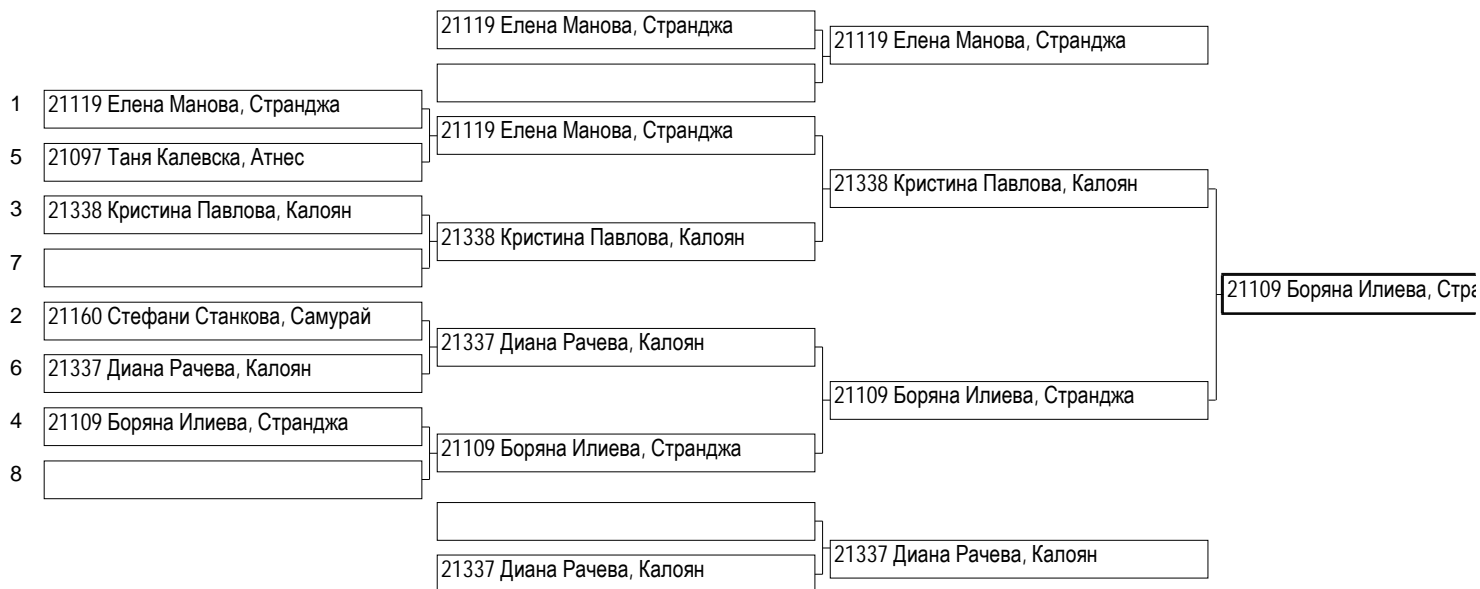 21119 Елена Манова, Странджа
21119 Елена Манова, Странджа
1 21119 Елена Манова, Странджа
21119 Елена Манова, Странджа
5 21097 Таня Калевска, Атнес
21338 Кристина Павлова, Калоян
3 21338 Кристина Павлова, Калоян
21338 Кристина Павлова, Калоян
7
21109 Боряна Илиева, Стра
2 21160 Стефани Станкова, Самурай
21337 Диана Рачева, Калоян
6 21337 Диана Рачева, Калоян
21109 Боряна Илиева, Странджа
4 21109 Боряна Илиева, Странджа
21109 Боряна Илиева, Странджа
8
21337 Диана Рачева, Калоян
21337 Диана Рачева, Калоян